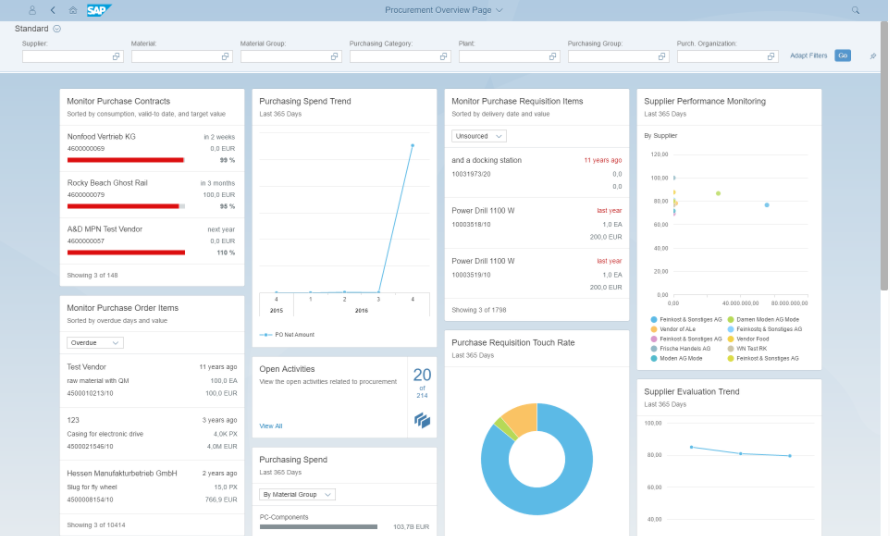 SAP
Procurement Overview Page
Standard
Supplier:
Material:
Material Group:
Purchasing Category:
Plant:
Purchasing Group:
Purch. Organization:
Adapt Filters
Go
Monitor Purchase Contracts
Sorted by consumption, valid-to date, and target value
Nonfood Vertrieb KG in 2 weeks
4600000069 0,0 EUR
99 %
Rocky Beach Ghost Rail in 3 months
4600000079 100,0 EUR
95 %
A&D MPN Test Vendor next year
4600000057 0,0 EUR
110 %
Showing 3 of 148
Monitor Purchase Order Items
Sorted by overdue days and value
Overdue
Test Vendor 11 years ago
raw material with QM 100,0 EA
4500010213/10 100,0 EUR
123 3 years ago
Casing for electronic drive 4,0K PX
4500021546/10 4,0M EUR
Hessen Manufakturbetrieb GmbH 2 years ago
Slug for fly wheel 15,0 PX
4500008154/10 766,9 EUR
Showing 3 of 10414
Purchasing Spend Trend
Last 365 Days
4 1 2 3 4
2015 2016
PO Net Amount
Open Activities
View the open activities related to procurement
20
of
214
View All
Purchasing Spend
Last 365 Days
By Material Group
PC-Components
103,7B EUR
Monitor Purchase Requisition Items
Sorted by delivery date and value
Unsourced
and a docking station 11 years ago
10031973/20 0,0
0,0
Power Drill 1100 W last year
10003518/10 1,0 EA
200,0 EUR
Power Drill 1100 W last year
10003519/10 1,0 EA
200,0 EUR
Showing 3 of 1798
Purchase Requisition Touch Rate
Last 365 Days
Supplier Performance Monitoring
Last 365 Days
By Supplier
120,00
100,00
80,00
60,00
40,00
20,00
0,00
0,00 40.000.000,00 80.000.000,00
Feinkost & Sonstiges AG Damen Moden AG Mode
Vendor of ALe Feinkosts & Sonstiges AG
Feinkost & Sonstiges AG Vendor Food
Frische Handels AG WN Test RK
Moden AG Mode Feinkost & Sonstiges AG
Supplier Evaluation Trend
Last 365 Days
100,00
80,00
60,00
40,00